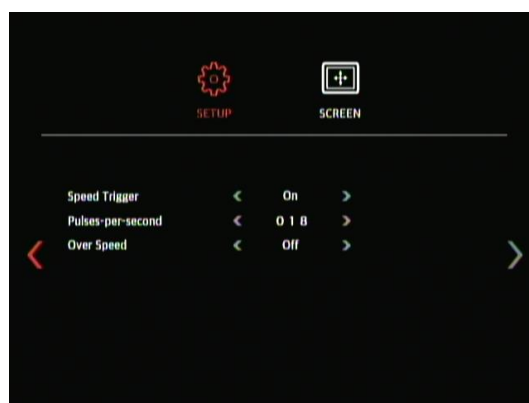 SETUP SCREEN
Speed Trigger On
Pulses-per-second 0 1 8
Over Speed Off